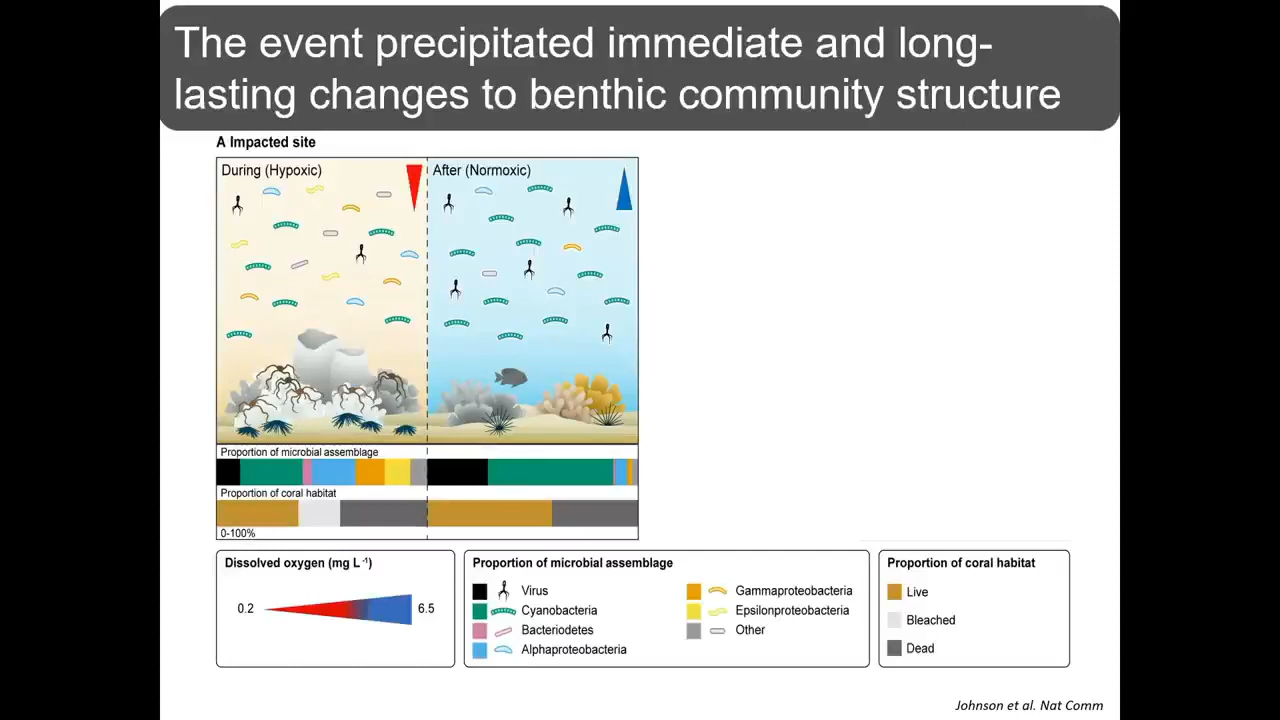 The event precipitated immediate and long-
lasting changes to benthic community structure
A Impacted site
During (Hypoxic)
After (Normoxic)
Proportion of microbial assemblage
Proportion of coral habitat
0-100%
Dissolved oxygen (mg L⁻¹)
0.2
6.5
Proportion of microbial assemblage
Virus
Cyanobacteria
Bacteriodetes
Alphaproteobacteria
Gammaproteobacteria
Epsilonproteobacteria
Other
Proportion of coral habitat
Live
Bleached
Dead
Johnson et al. Nat Comm